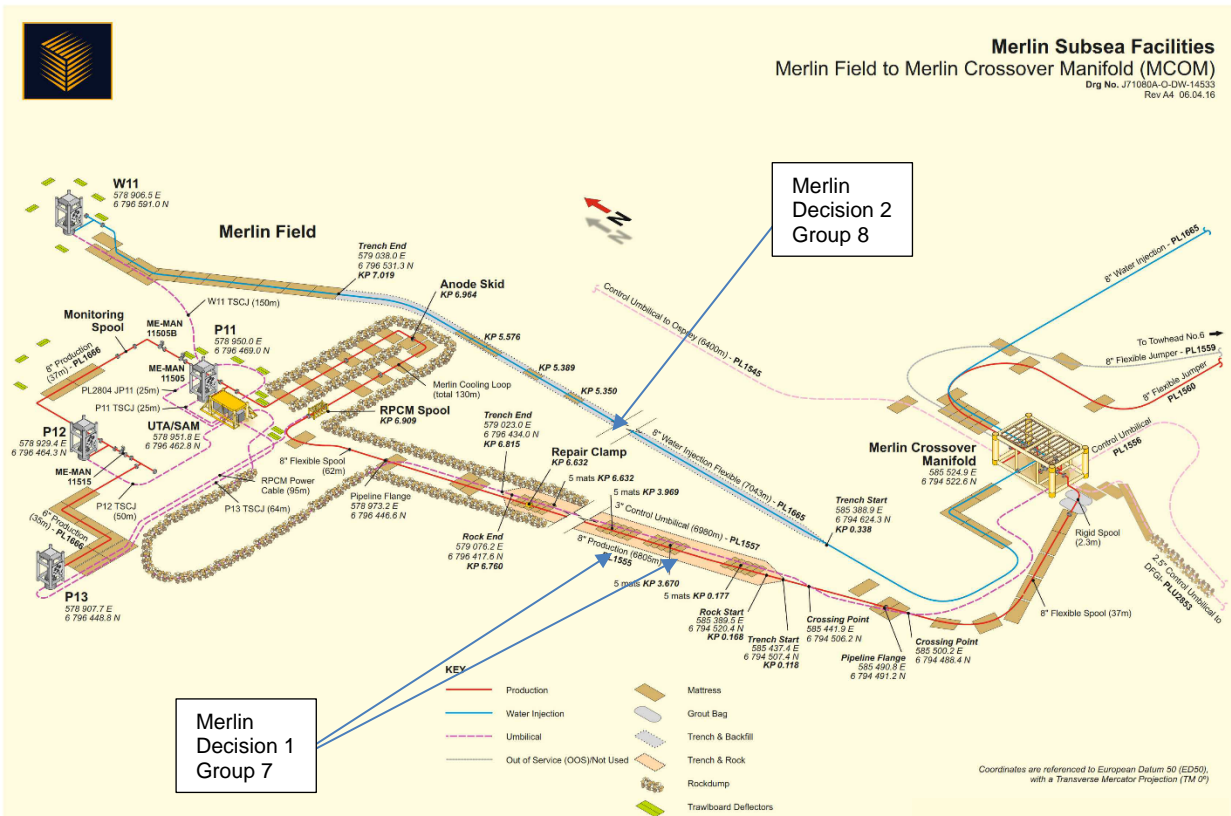 Merlin Subsea Facilities
Merlin Field to Merlin Crossover Manifold (MCOM)
Drg No. J71080A-O-DW-14533
Rev A4 06.04.16
Merlin
Decision 2
Group 8
W11
578 906.5 E
6 796 591.0 N
Merlin Field
N
N
Trench End
579 038.0 E
6 796 531.3 N
KP 7.019
Anode Skid
KP 6.964
W11 TSCJ (150m)
Monitoring
Spool
ME-MAN
11505B
P11
578 950.0 E
6 796 469.0 N
8" Production
(37m) - PL1666
ME-MAN
11505
PL2804 JP11 (25m)
P11 TSCJ (25m)
UTA/SAM
578 951.8 E
6 796 462.8 N
Merlin Cooling Loop
(total 130m)
RPCM Spool
KP 6.909
KP 5.576
KP 5.389
KP 5.350
Control Umbilical to Osprey (6400m) - PL1545
8" Water Injection - PL1665
To Towhead No.6
8" Flexible Jumper - PL1559
8" Flexible Jumper
PL1560
Control Umbilical
PL1556
Merlin Crossover
Manifold
585 524.9 E
6 794 522.6 N
P12
578 929.4 E
6 796 464.3 N
ME-MAN
11515
P12 TSCJ
(50m)
6" Production
(35m) - PL1666
8" Flexible Spool
(62m)
RPCM Power
Cable (95m)
P13 TSCJ (64m)
Pipeline Flange
578 973.2 E
6 796 446.6 N
Trench End
579 023.0 E
6 796 434.0 N
KP 6.815
Repair Clamp
KP 6.632
5 mats KP 6.632
5 mats KP 3.969
Rock End
579 076.2 E
6 796 417.6 N
KP 6.760
3" Control Umbilical (6980m) - PL1557
8" Production (6805m)
PL1555
8" Water Injection Flexible (7043m) - PL1665
Trench Start
585 388.9 E
6 794 624.3 N
KP 0.338
Rigid Spool
(2.3m)
2.5" Control Umbilical to
DFGI- PLU2853
8" Flexible Spool (37m)
P13
578 907.7 E
6 796 448.8 N
5 mats KP 3.670
5 mats KP 0.177
Rock Start
585 389.5 E
6 794 520.4 N
KP 0.168
Trench Start
585 437.4 E
6 794 507.4 N
KP 0.118
Crossing Point
585 441.9 E
6 794 506.2 N
Pipeline Flange
585 490.8 E
6 794 491.2 N
Crossing Point
585 500.2 E
6 794 488.4 N
Merlin
Decision 1
Group 7
KEY
Production
Water Injection
Umbilical
Out of Service (OOS)/Not Used
Mattress
Grout Bag
Trench & Backfill
Trench & Rock
Rockdump
Trawlboard Deflectors
Coordinates are referenced to European Datum 50 (ED50),
with a Transverse Mercator Projection (TM 0º)